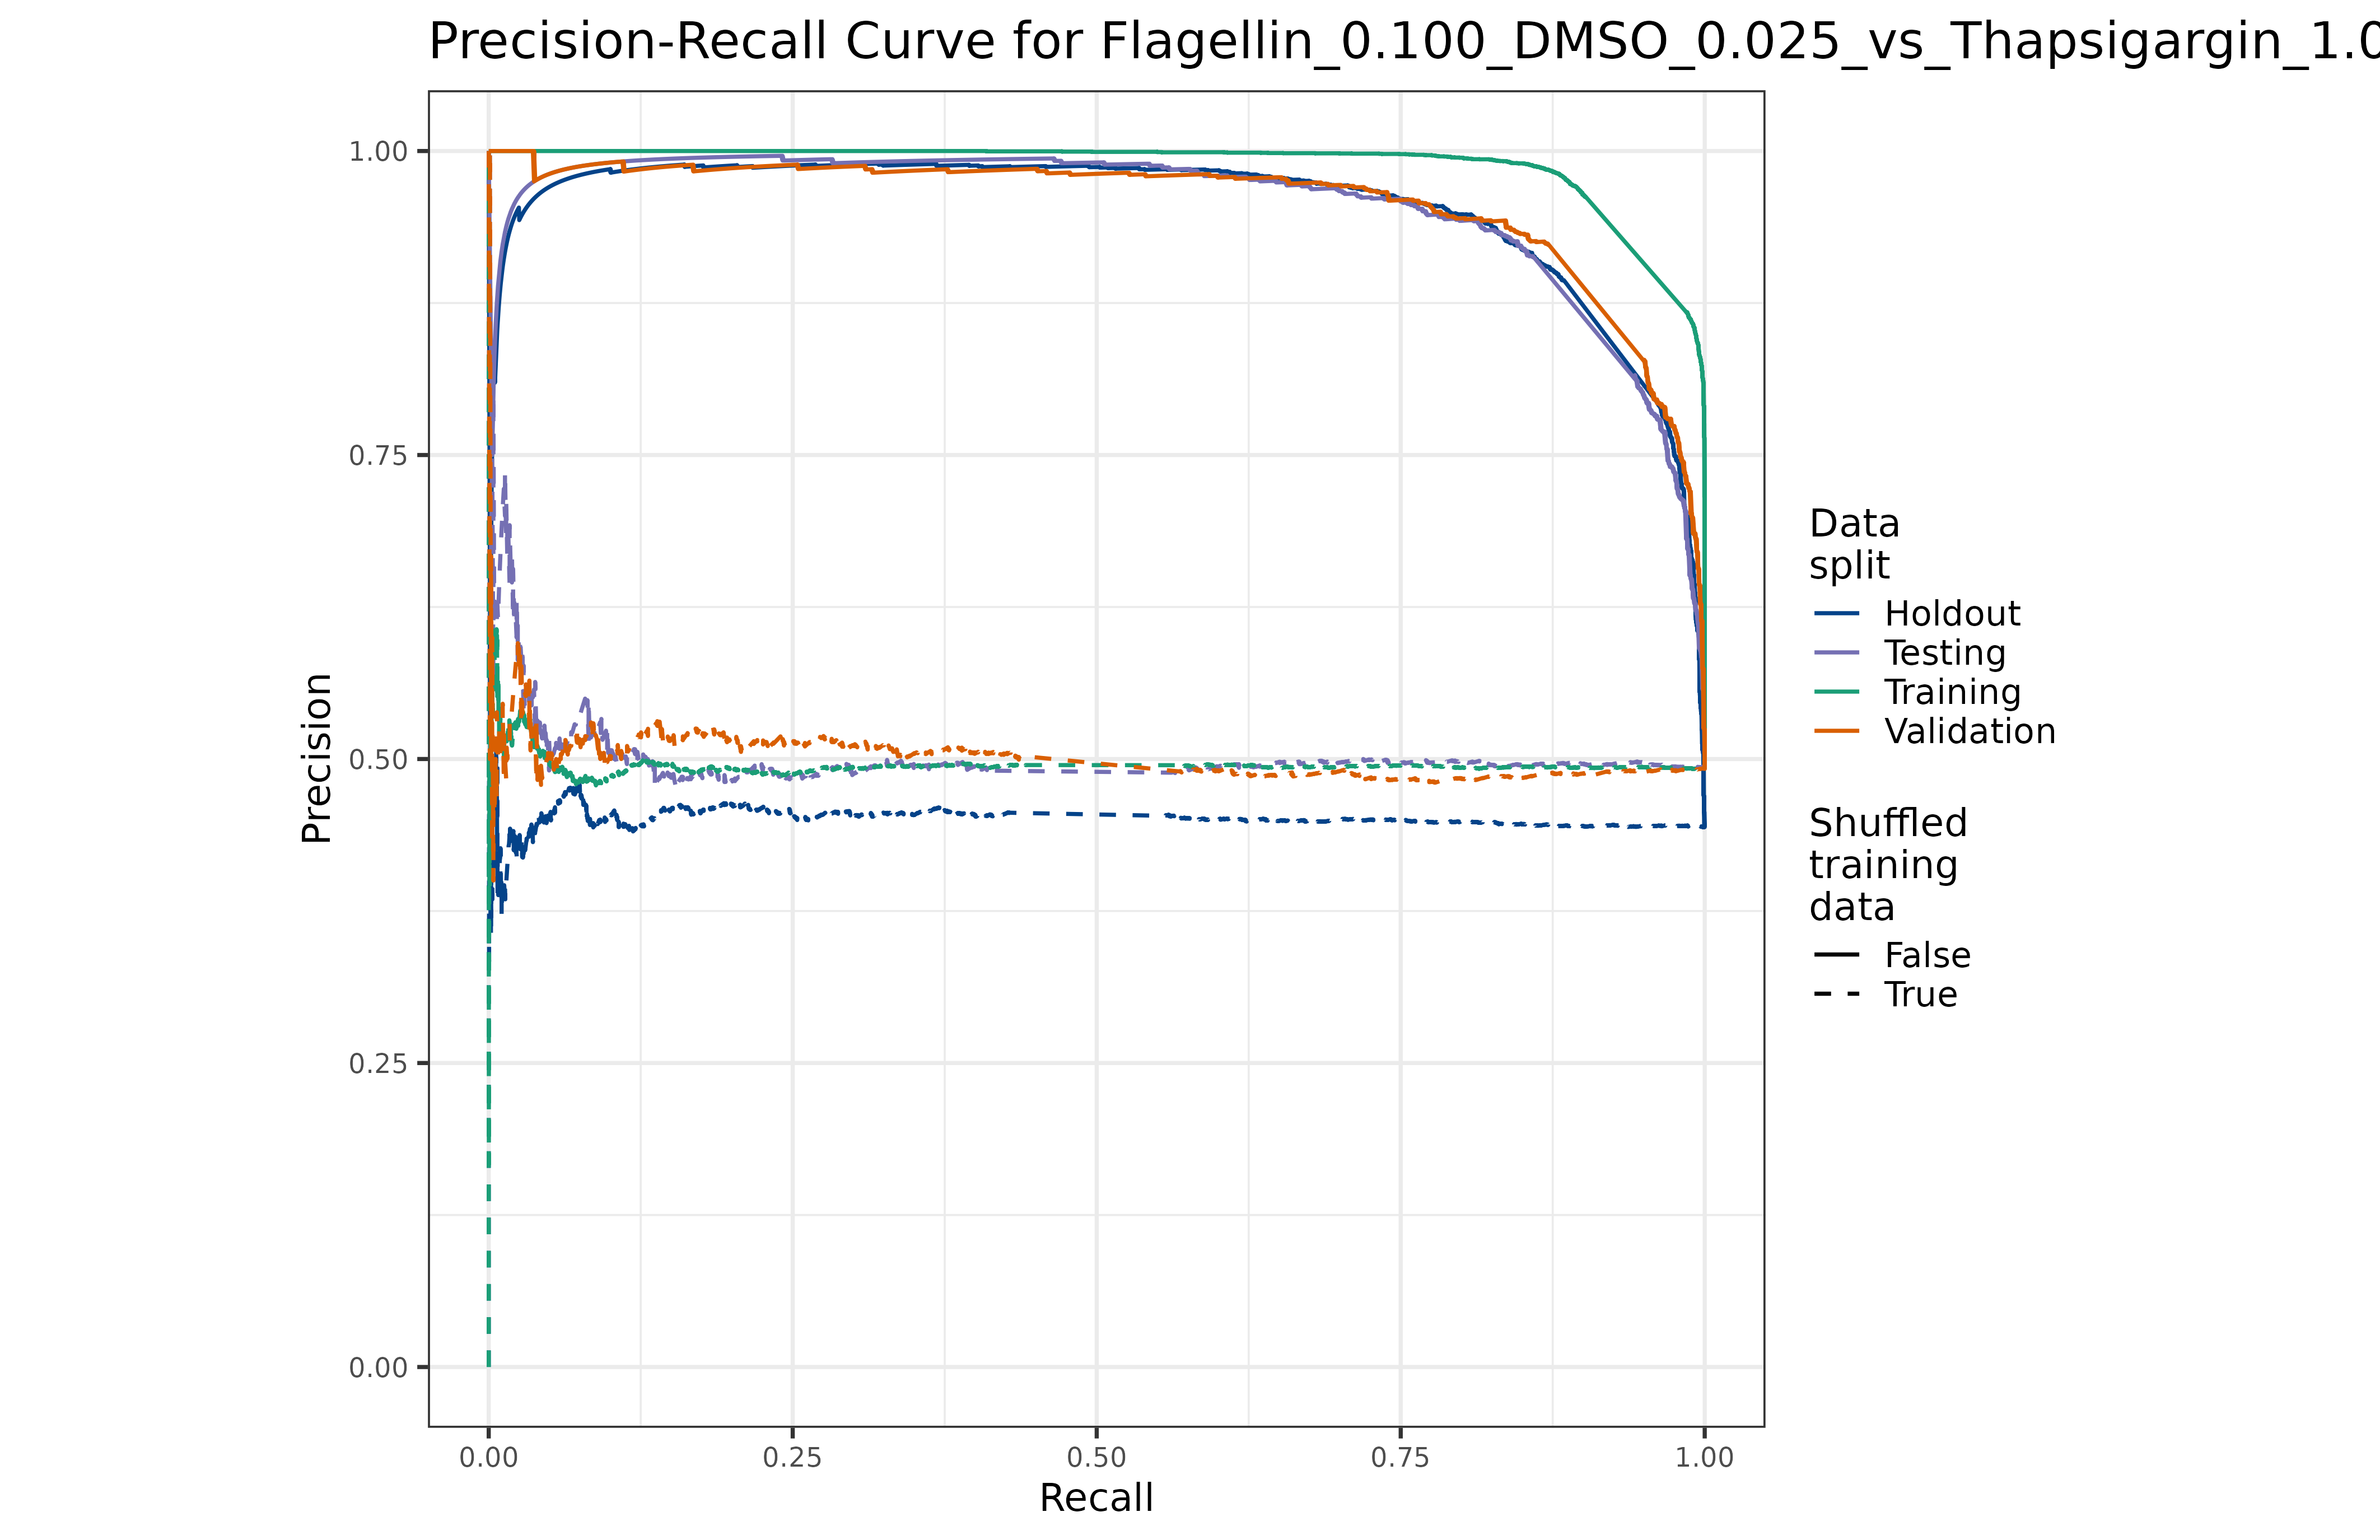 Precision-Recall Curve for Flagellin_0.100_DMSO_0.025_vs_Thapsigargin_1.0
1.00
0.75
0.50
0.25
0.00
Precision
0.00 0.25 0.50 0.75 1.00
Recall
Data
split
Holdout
Testing
Training
Validation
Shuffled
training
data
False
True